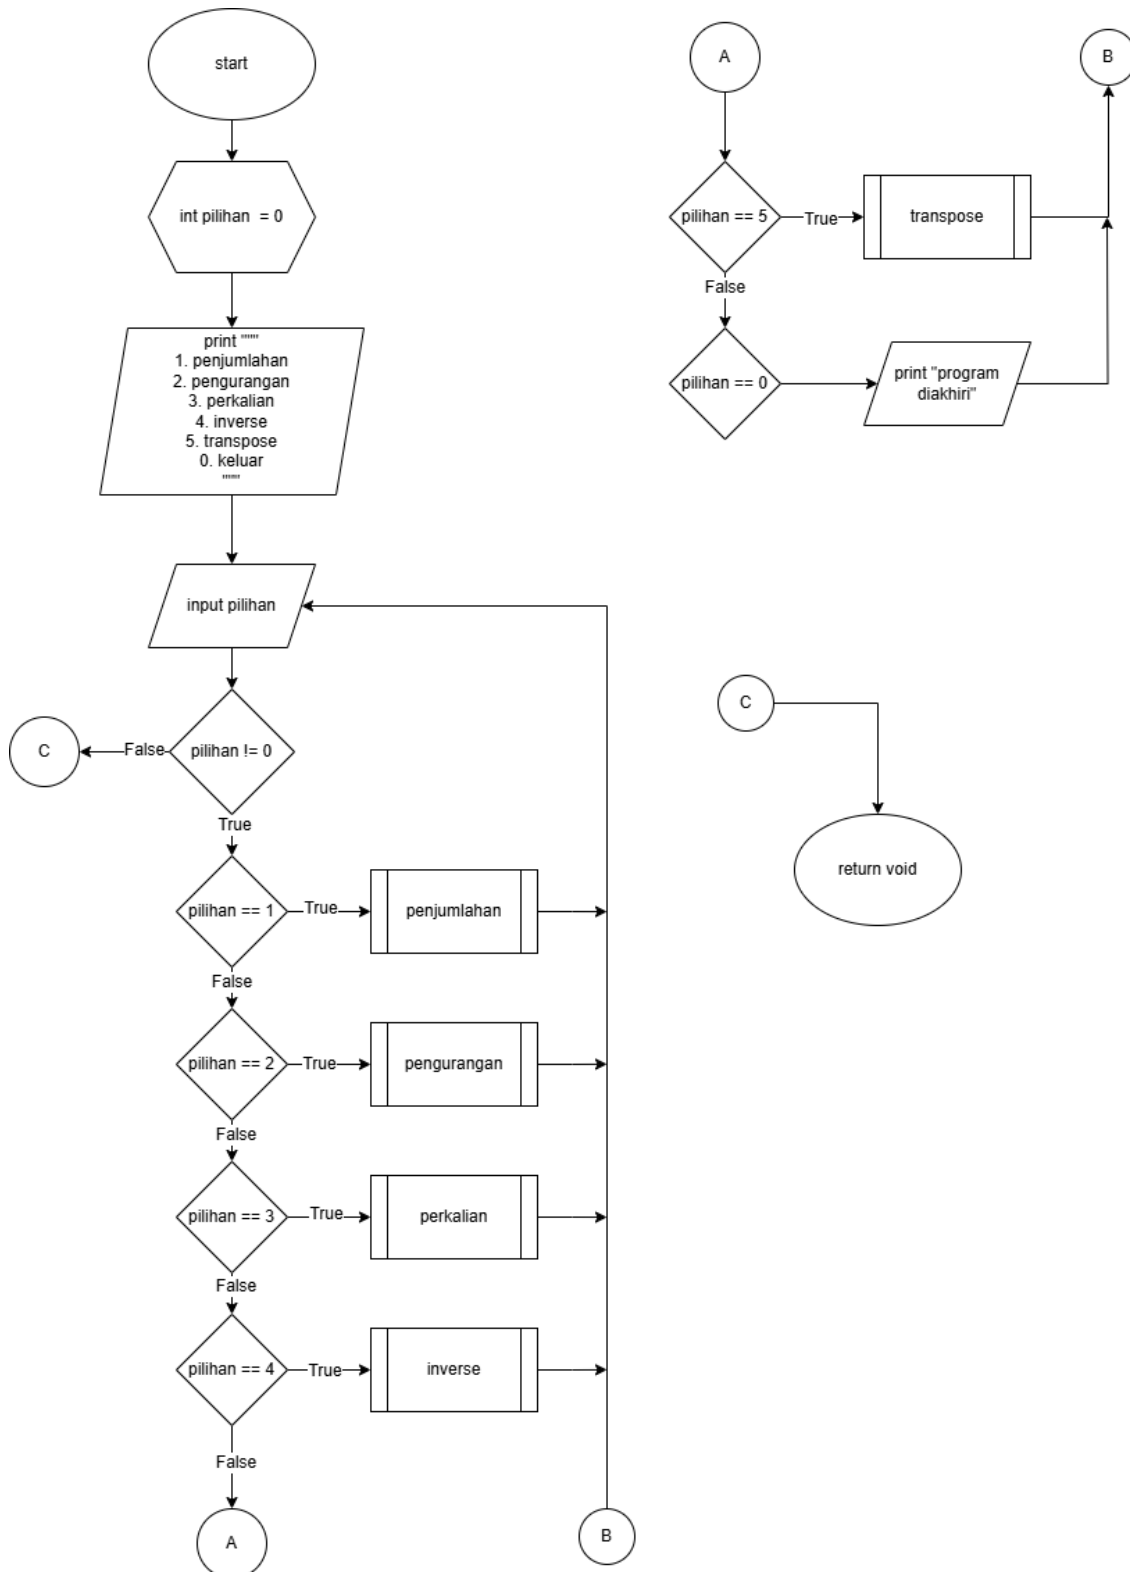 start
int pilihan  = 0
print """
1. penjumlahan
2. pengurangan
3. perkalian
4. inverse
5. transpose
0. keluar
"""
input pilihan
pilihan != 0
False
C
True
pilihan == 1
True
penjumlahan
False
pilihan == 2
True
pengurangan
False
pilihan == 3
True
perkalian
False
pilihan == 4
True
inverse
False
A
B
A
B
pilihan == 5
True
transpose
False
pilihan == 0
print "program
diakhiri"
C
return void